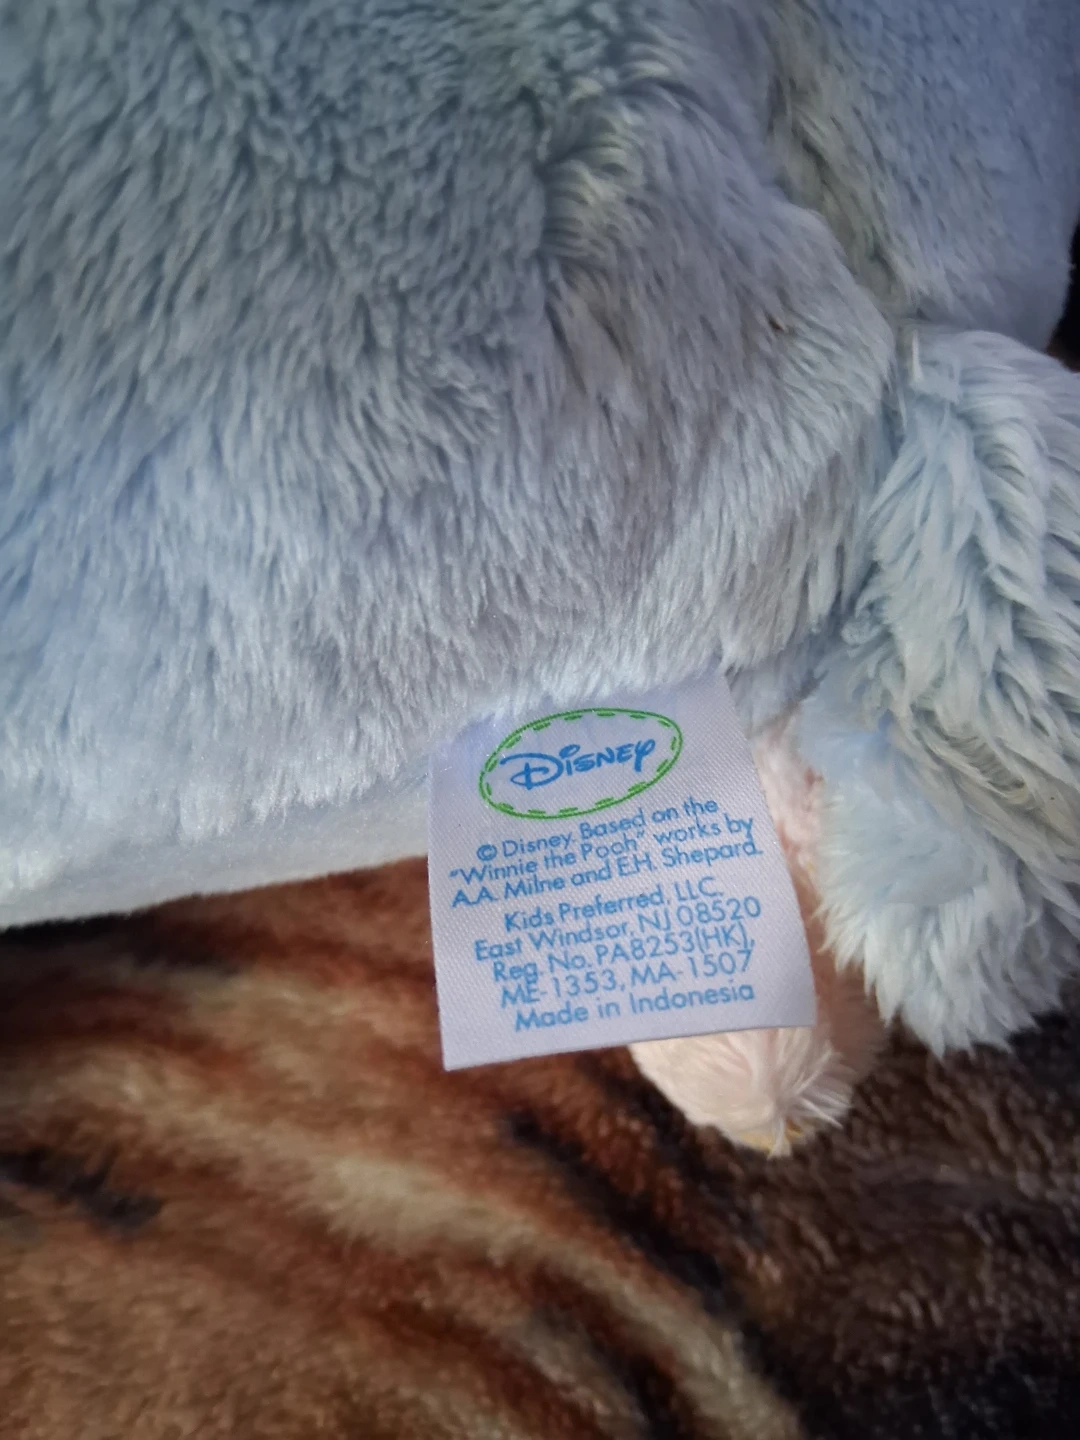 Disney
© Disney. Based on the
"Winnie the Pooh" works by
A.A. Milne and E.H. Shepard.
Kids Preferred, LLC.
East Windsor, NJ 08520
Reg. No. PA8253(HK),
ME-1353, MA-1507
Made in Indonesia